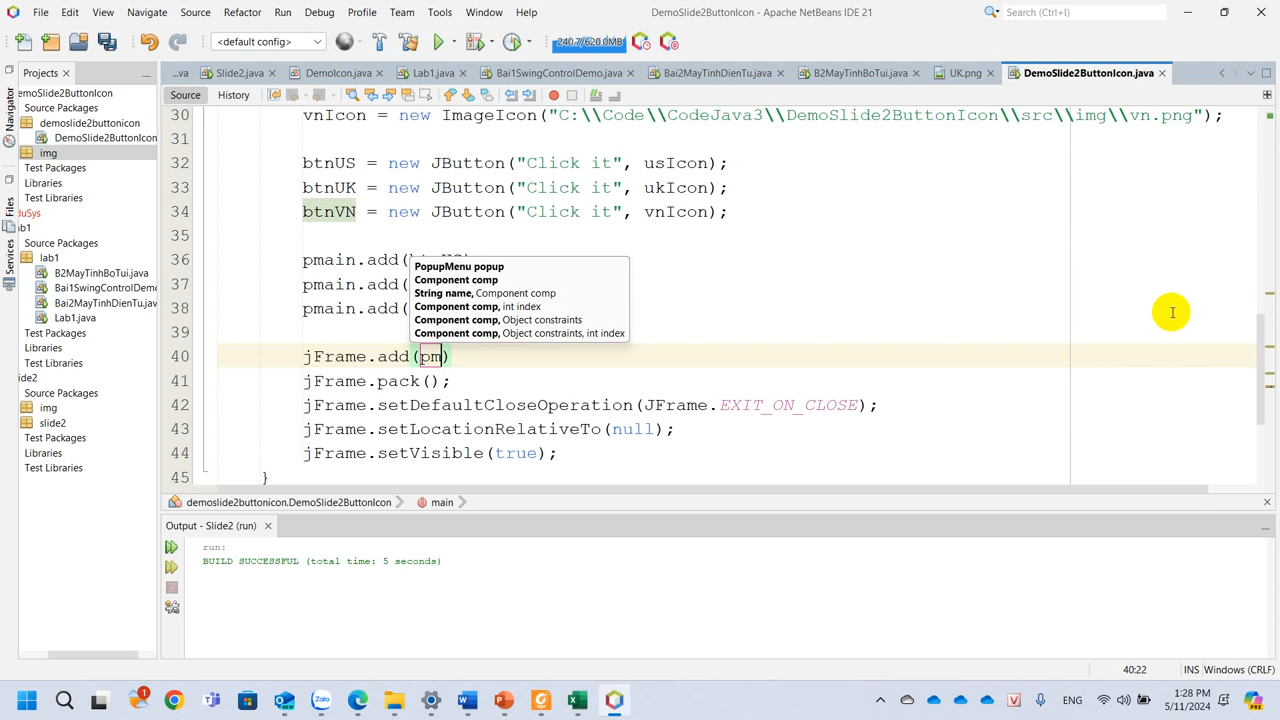 File Edit View Navigate Source Refactor Run Debug Profile Team Tools Window Help DemoSlide2ButtonIcon - Apache NetBeans IDE 21 Search (Ctrl+I)
<default config> 240.7/620.0MB
Projects
...va Slide2.java DemoIcon.java Lab1.java Bai1SwingControlDemo.java Bai2MayTinhDienTu.java B2MayTinhBoTui.java UK.png DemoSlide2ButtonIcon.java
Source History
Navigator
Files
Services
emoSlide2ButtonIcon
Source Packages
demoslide2buttonicon
DemoSlide2ButtonIcon
img
Test Packages
Libraries
Test Libraries
duSys
ab1
Source Packages
lab1
B2MayTinhBoTui.java
Bai1SwingControlDemo
Bai2MayTinhDienTu.jav
Lab1.java
Test Packages
Libraries
Test Libraries
ide2
Source Packages
img
slide2
Test Packages
Libraries
Test Libraries
30 vnIcon = new ImageIcon("C:\\Code\\CodeJava3\\DemoSlide2ButtonIcon\\src\\img\\vn.png");
31
32 btnUS = new JButton("Click it", usIcon);
33 btnUK = new JButton("Click it", ukIcon);
34 btnVN = new JButton("Click it", vnIcon);
35
36 pmain.add(
37 pmain.add(
38 pmain.add(
39
40 jFrame.add(pm)
41 jFrame.pack();
42 jFrame.setDefaultCloseOperation(JFrame.EXIT_ON_CLOSE);
43 jFrame.setLocationRelativeTo(null);
44 jFrame.setVisible(true);
45 }
PopupMenu popup
Component comp
String name, Component comp
Component comp, int index
Component comp, Object constraints
Component comp, Object constraints, int index
demoslide2buttonicon.DemoSlide2ButtonIcon main
Output - Slide2 (run)
run:
BUILD SUCCESSFUL (total time: 5 seconds)
40:22 INS Windows (CRLF)
1 ENG 1:28 PM
5/11/2024